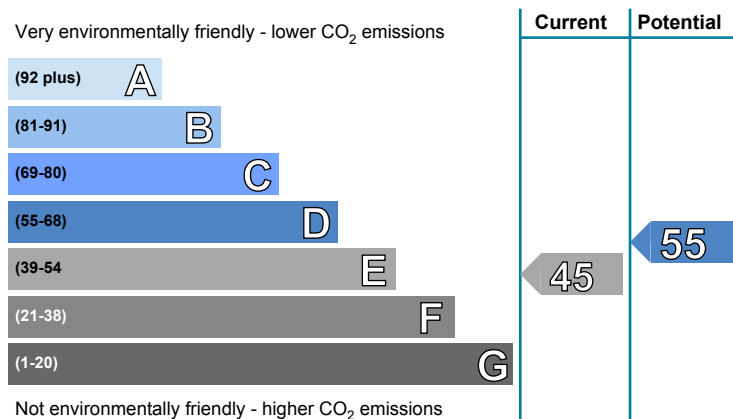 Very environmentally friendly - lower CO₂ emissions
Current
Potential
(92 plus) A
(81-91) B
(69-80) C
(55-68) D
55
(39-54 E
45
(21-38) F
(1-20) G
Not environmentally friendly - higher CO₂ emissions